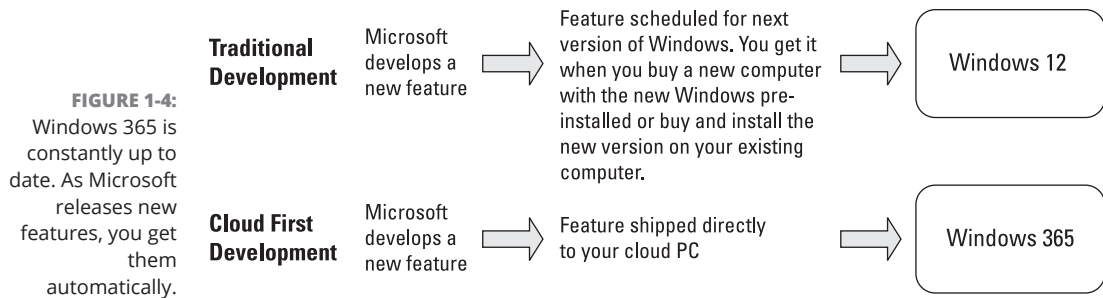 FIGURE 1-4:
Windows 365 is
constantly up to
date. As Microsoft
releases new
features, you get
them
automatically.
Traditional
Development
Microsoft
develops a
new feature
Feature scheduled for next
version of Windows. You get it
when you buy a new computer
with the new Windows pre-
installed or buy and install the
new version on your existing
computer.
Windows 12
Cloud First
Development
Microsoft
develops a
new feature
Feature shipped directly
to your cloud PC
Windows 365